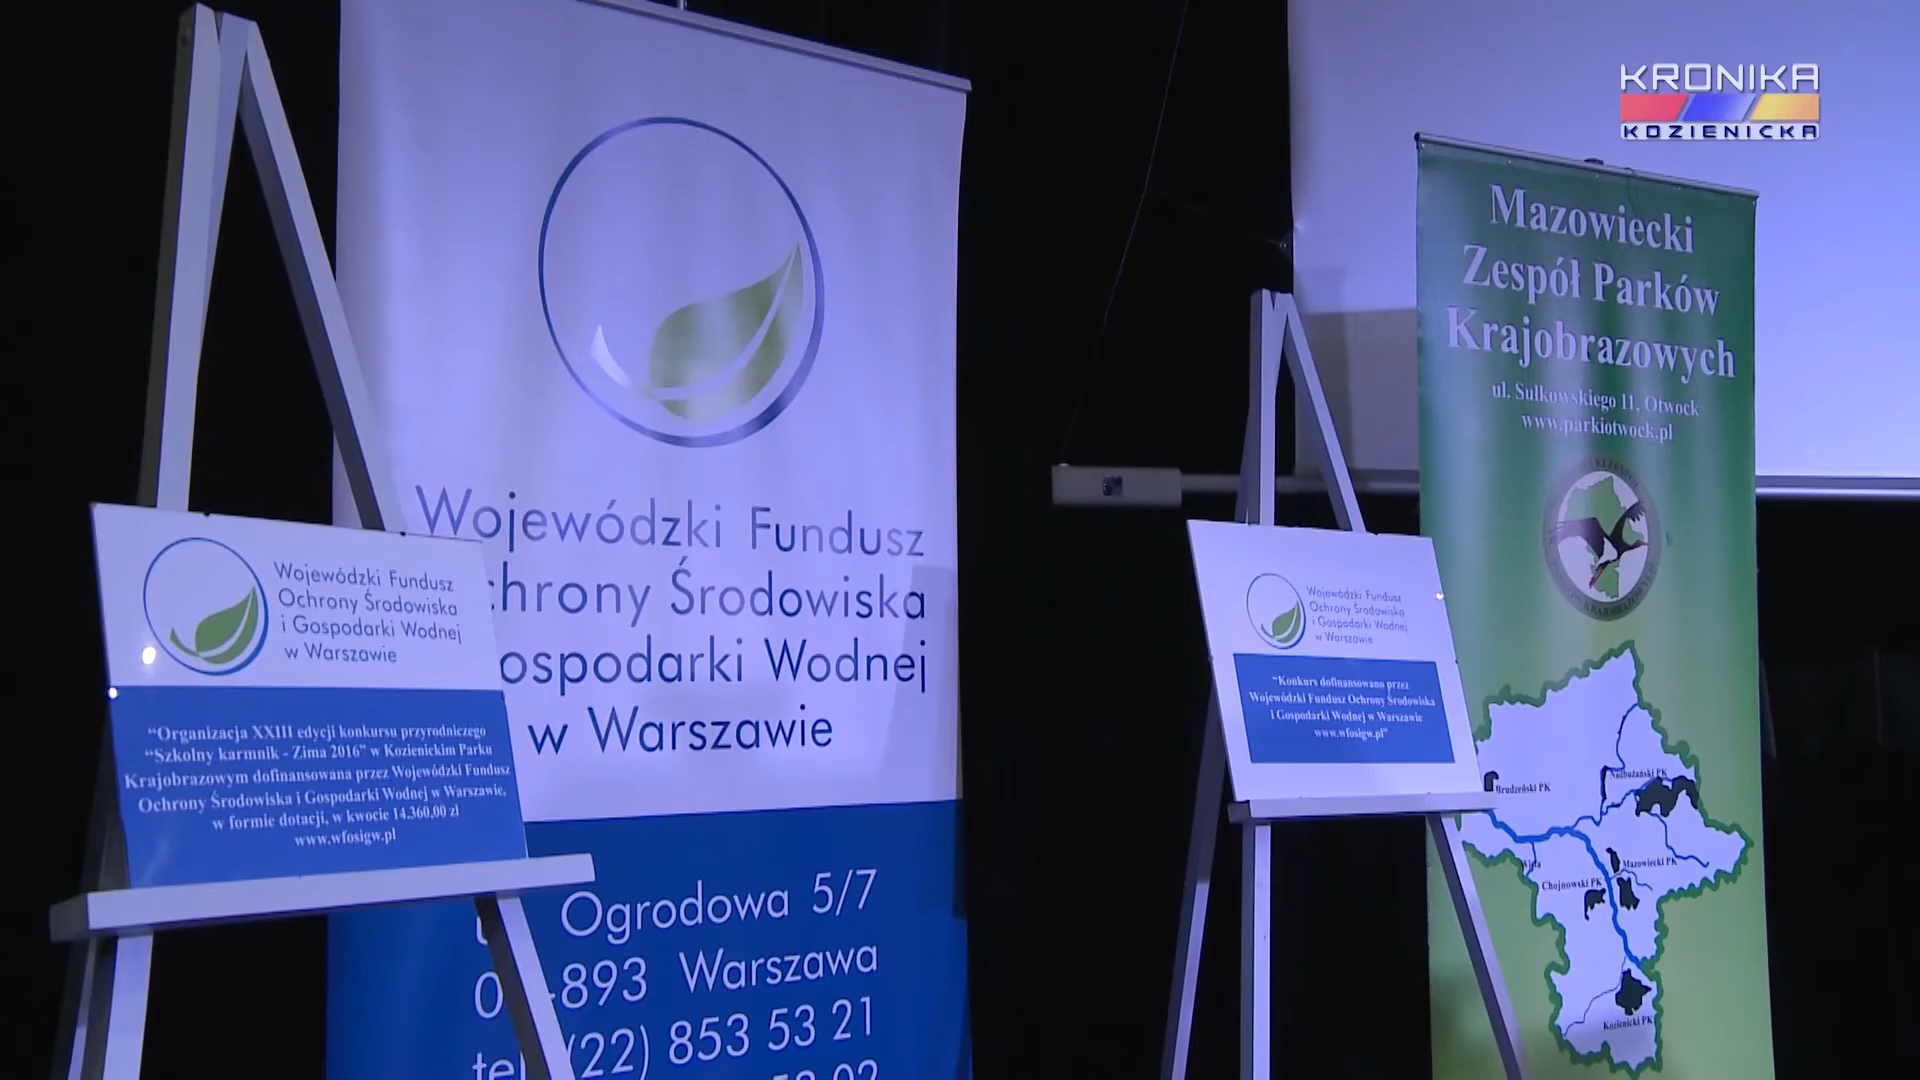 KRONIKA
KOZIENICKA
Wojewódzki Fundusz
Środowiska
Wodnej
w Warszawie
Ogrodowa 5/7
Warszawa
(22) 853 53 21
Wojewódzki Fundusz
Ochrony Środowiska
i Gospodarki Wodnej
w Warszawie
“Organizacja XXIII edycji konkursu przyrodniczego
“Szkolny karmnik - Zima 2016” w Kozienickim Parku
Krajobrazowym dofinansowana przez Wojewódzki Fundusz
Ochrony Środowiska i Gospodarki Wodnej w Warszawie,
w formie dotacji, w kwocie 14.360,00 zł
www.wfosigw.pl
Wojewódzki Fundusz
Ochrony Środowiska
i Gospodarki Wodnej
w Warszawie
“Konkurs dofinansowano przez
Wojewódzki Fundusz Ochrony Środowiska
i Gospodarki Wodnej w Warszawie
www.wfosigw.pl”
Mazowiecki
Zespół Parków
Krajobrazowych
ul. Sułkowskiego 11, Otwock
www.parkiotwock.pl
Nadbużański PK
Brudzeński PK
Wisła
Mazowiecki PK
Chojnowski PK
Kozienicki PK